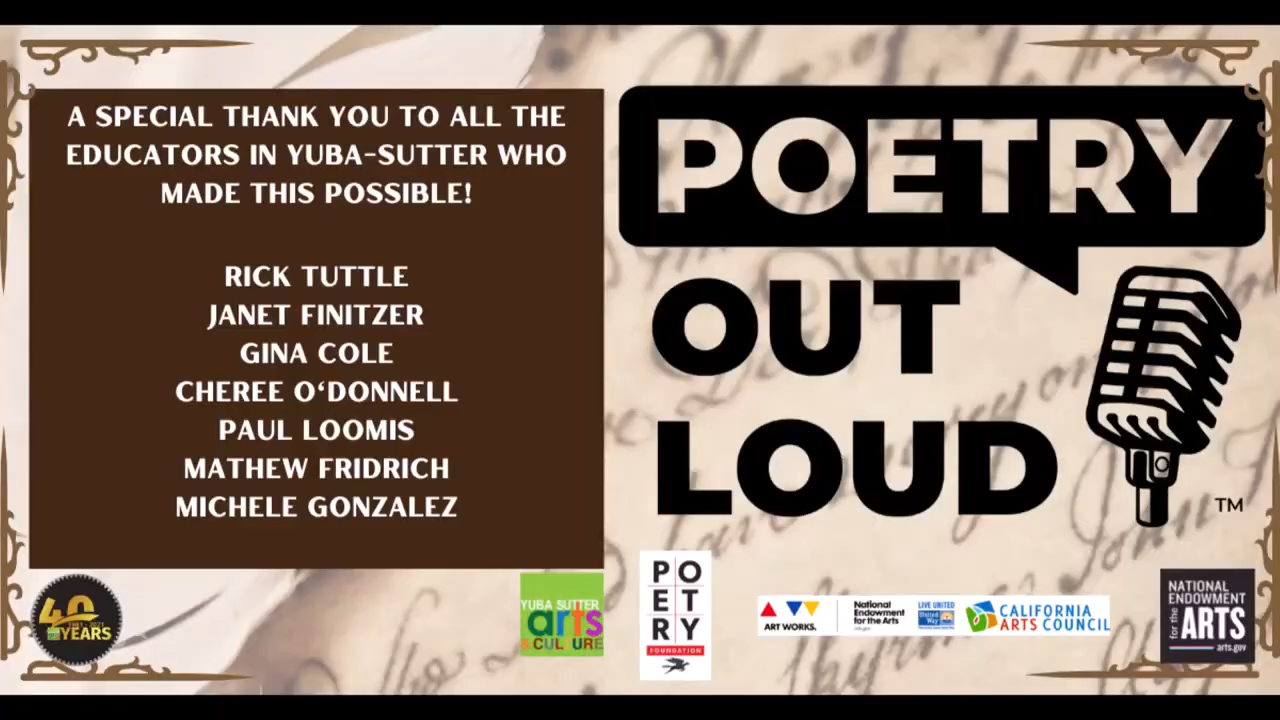 A SPECIAL THANK YOU TO ALL THE
EDUCATORS IN YUBA-SUTTER WHO
MADE THIS POSSIBLE!
RICK TUTTLE
JANET FINITZER
GINA COLE
CHEREE O‘DONNELL
PAUL LOOMIS
MATHEW FRIDRICH
MICHELE GONZALEZ
POETRY
OUT
LOUD
TM
40
YEARS
YUBA SUTTER
arts
& CULTURE
PO
ET
RY
FOUNDATION
ART WORKS.
National
Endowment
for the Arts
arts.gov
LIVE UNITED
United
Way
CALIFORNIA
ARTS COUNCIL
NATIONAL
ENDOWMENT
for the ARTS
arts.gov